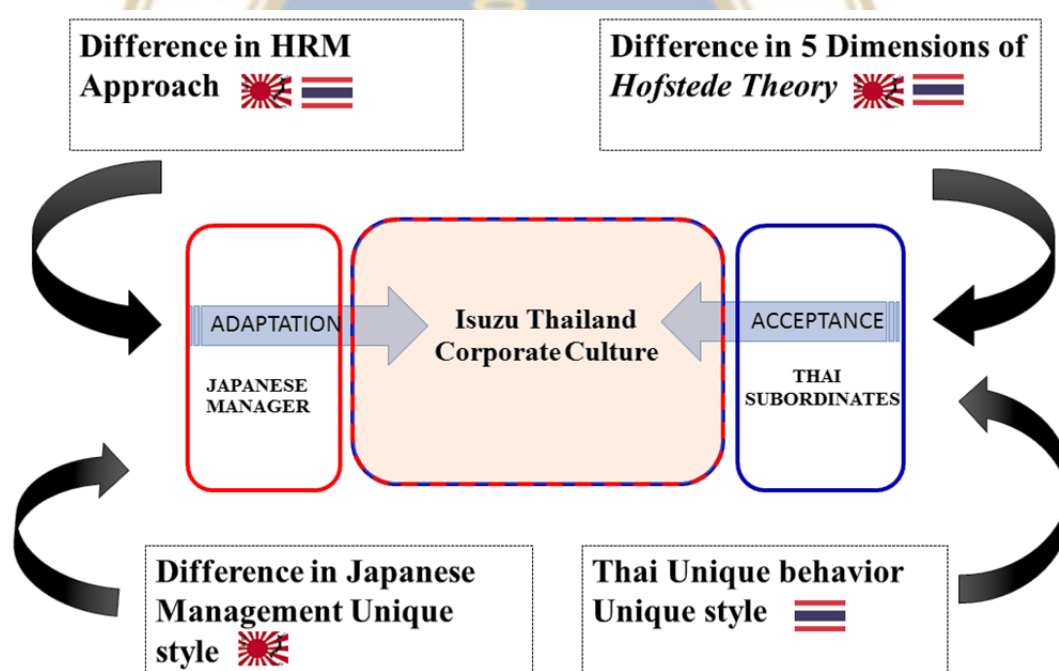 Difference in HRM
Approach
Difference in 5 Dimensions of
Hofstede Theory
ADAPTATION
JAPANESE
MANAGER
Isuzu Thailand
Corporate Culture
ACCEPTANCE
THAI
SUBORDINATES
Difference in Japanese
Management Unique
style
Thai Unique behavior
Unique style